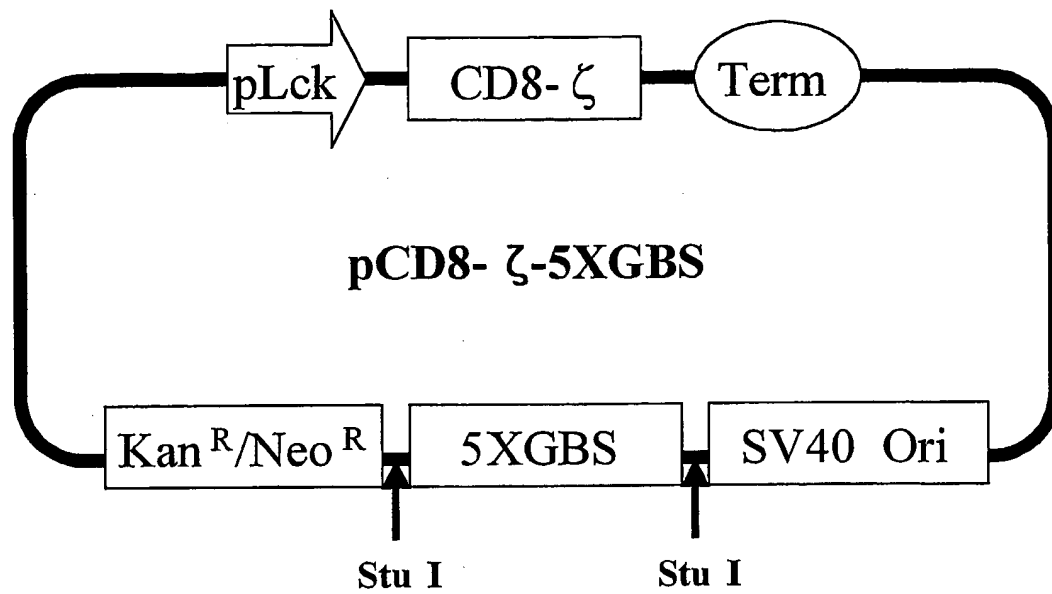 pLck
CD8- ζ
Term
pCD8- ζ-5XGBS
Kan R/Neo R
5XGBS
SV40 Ori
Stu I
Stu I